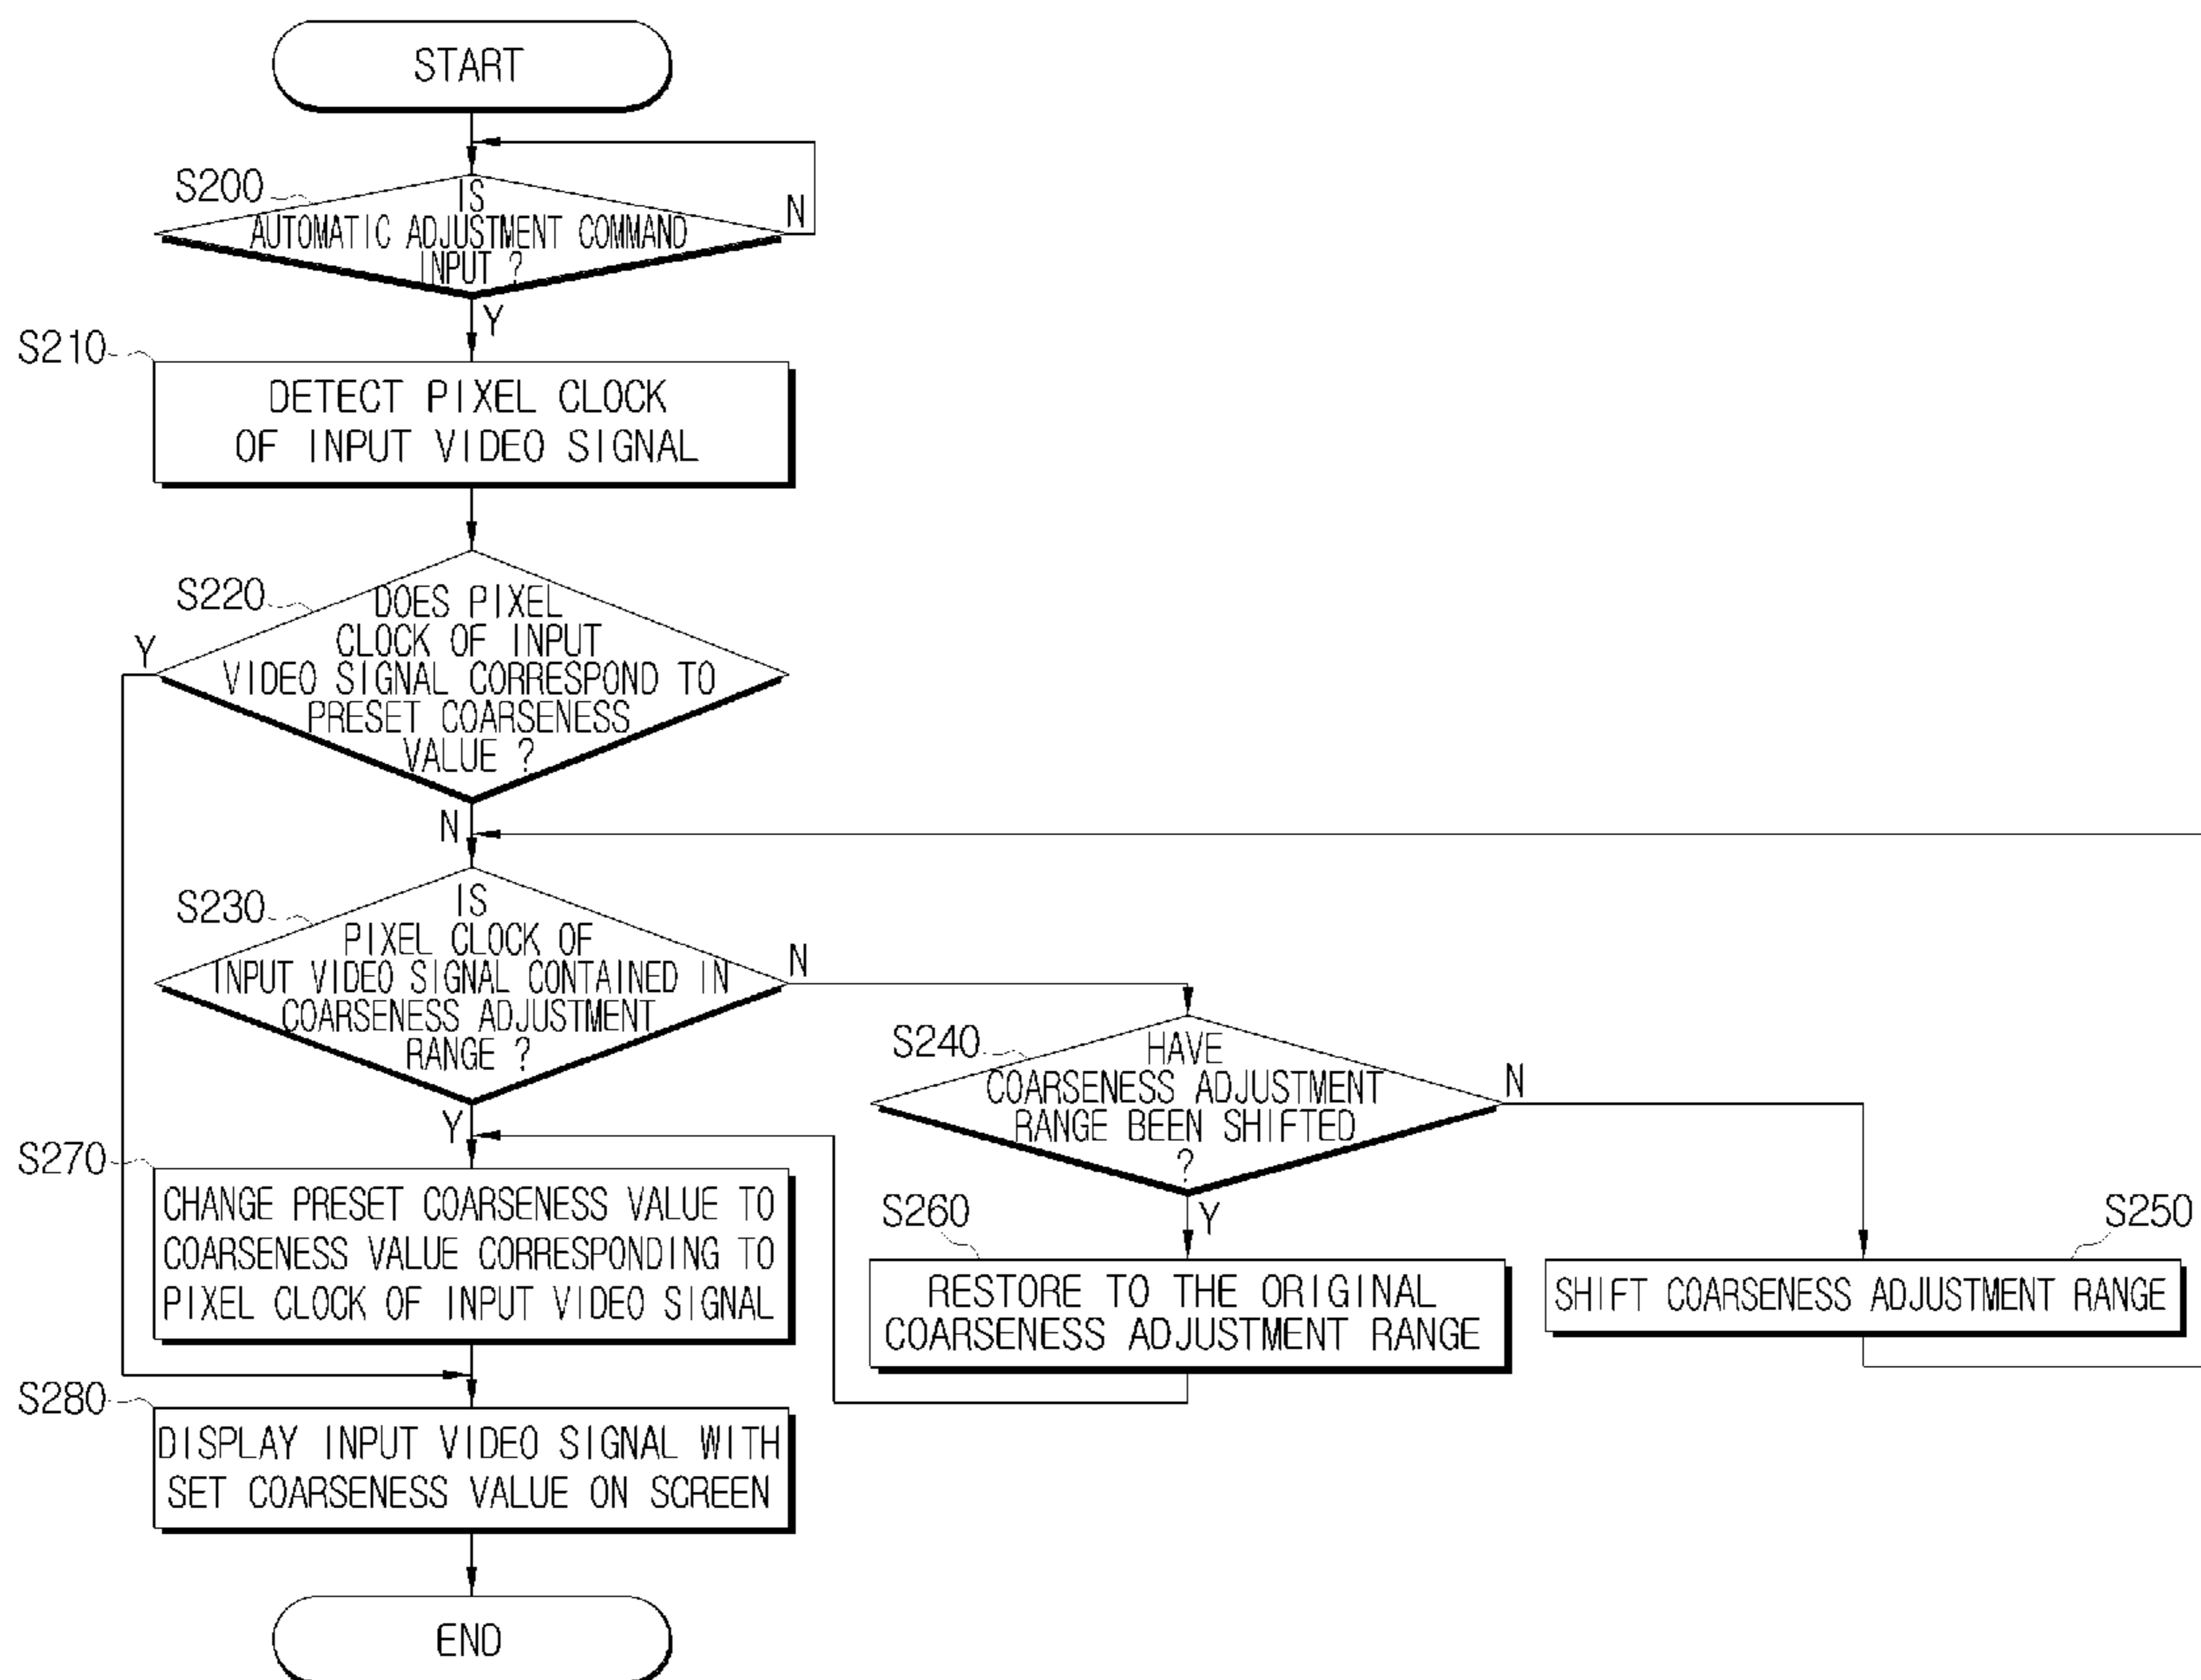 START
S200
IS
AUTOMATIC ADJUSTMENT COMMAND
INPUT ?
N
Y
S210
DETECT PIXEL CLOCK
OF INPUT VIDEO SIGNAL
S220
DOES PIXEL
CLOCK OF INPUT
VIDEO SIGNAL CORRESPOND TO
PRESET COARSENESS
VALUE ?
Y
N
S230
IS
PIXEL CLOCK OF
INPUT VIDEO SIGNAL CONTAINED IN
COARSENESS ADJUSTMENT
RANGE ?
N
Y
S240
HAVE
COARSENESS ADJUSTMENT
RANGE BEEN SHIFTED
?
N
Y
S250
SHIFT COARSENESS ADJUSTMENT RANGE
S260
RESTORE TO THE ORIGINAL
COARSENESS ADJUSTMENT RANGE
S270
CHANGE PRESET COARSENESS VALUE TO
COARSENESS VALUE CORRESPONDING TO
PIXEL CLOCK OF INPUT VIDEO SIGNAL
S280
DISPLAY INPUT VIDEO SIGNAL WITH
SET COARSENESS VALUE ON SCREEN
END